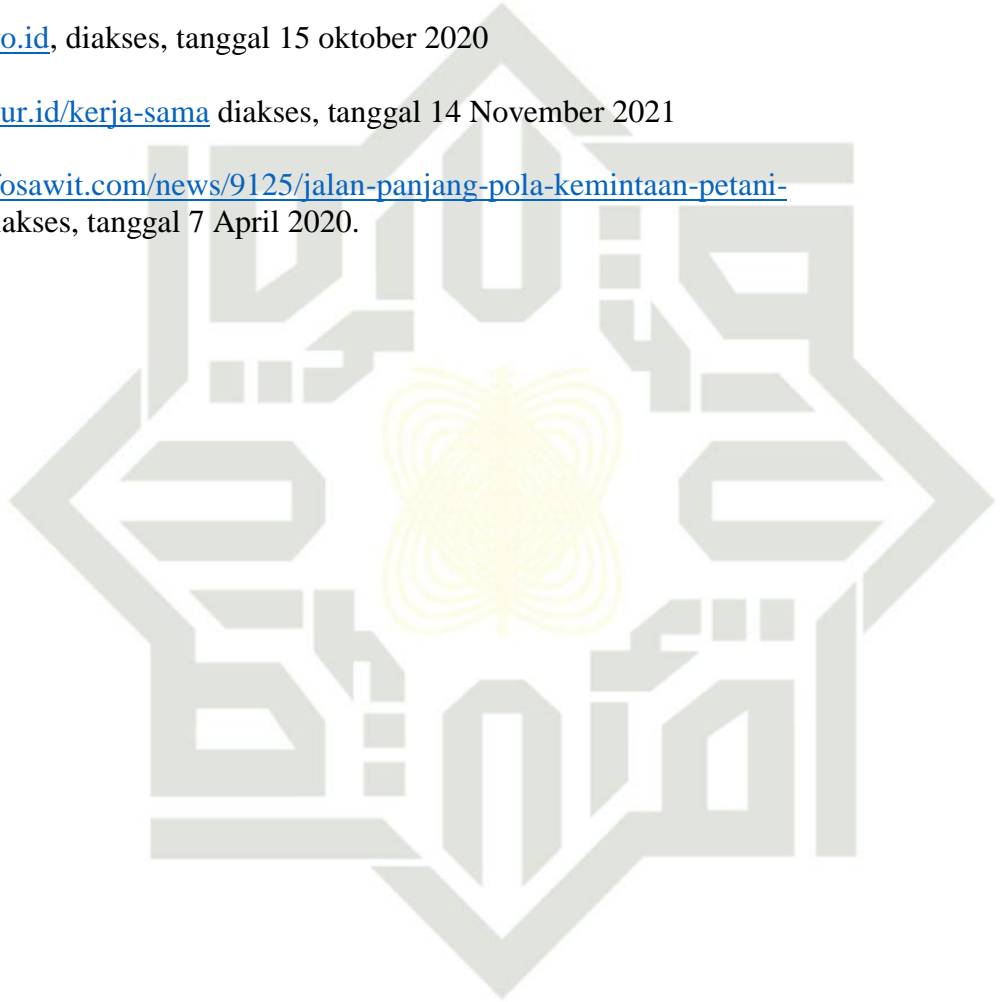 o.id, diakses, tanggal 15 oktober 2020
ur.id/kerja-sama diakses, tanggal 14 November 2021
fosawit.com/news/9125/jalan-panjang-pola-kemintaan-petani-
iakses, tanggal 7 April 2020.